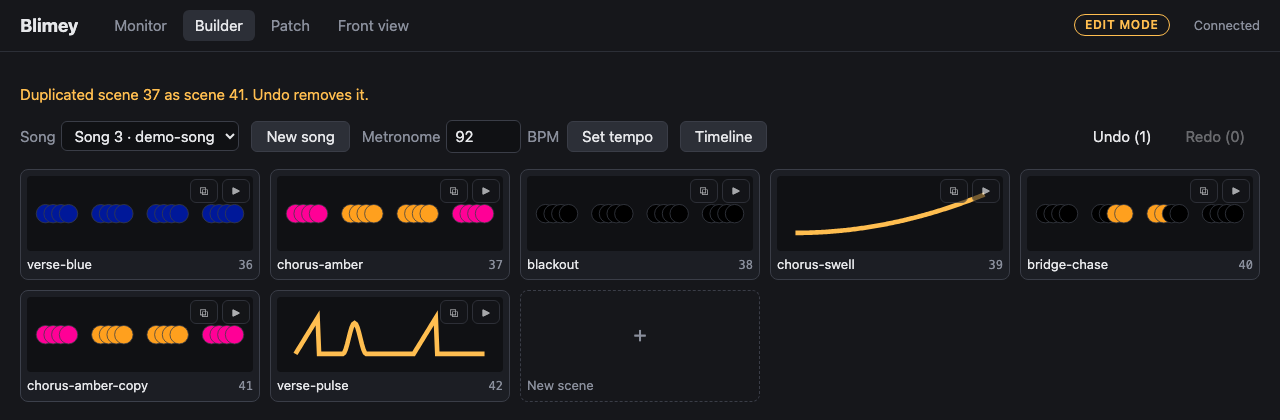 Blimey Monitor Builder Patch Front view EDIT MODE Connected
Duplicated scene 37 as scene 41. Undo removes it.
Song Song 3 · demo-song New song Metronome 92 BPM Set tempo Timeline Undo (1) Redo (0)
verse-blue 36 chorus-amber 37 blackout 38 chorus-swell 39 bridge-chase 40
chorus-amber-copy 41 verse-pulse 42 New scene